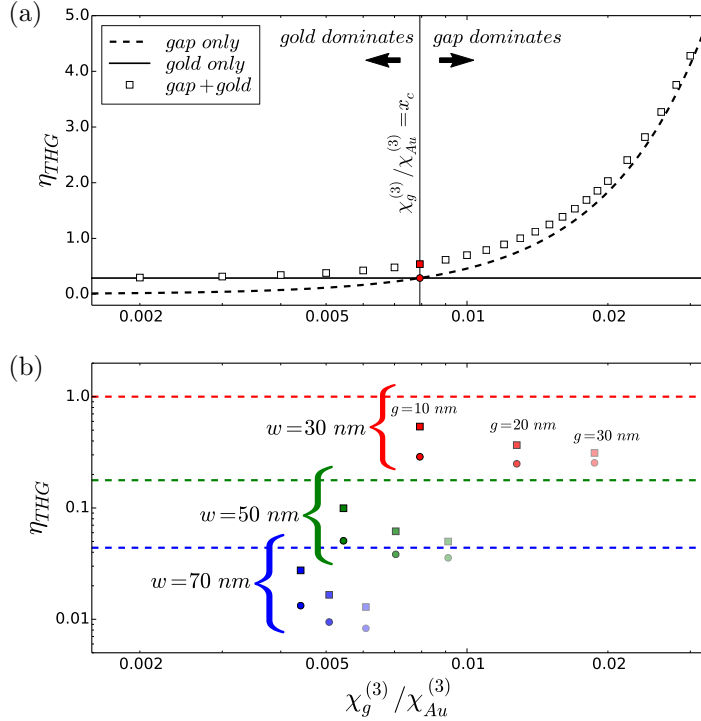 (a)
5.0
4.0
3.0
2.0
1.0
0.0
η_THG
gap only
gold only
gap+gold
gold dominates
gap dominates
χ_g^(3)/χ_Au^(3)=x_c
0.002
0.005
0.01
0.02
(b)
1.0
0.1
0.01
η_THG
w=30 nm
g=10 nm
g=20 nm
g=30 nm
w=50 nm
w=70 nm
0.002
0.005
0.01
0.02
χ_g^(3)/χ_Au^(3)